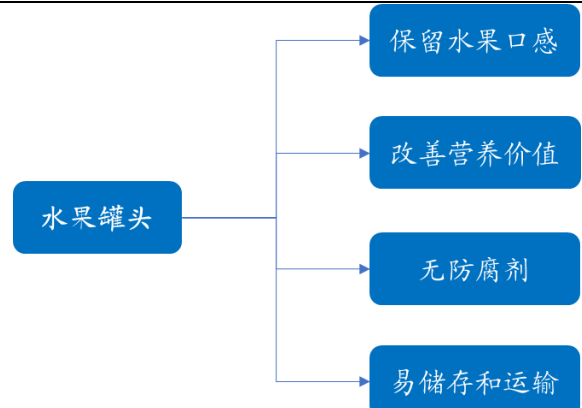 保留水果口感
改善营养价值
水果罐头
无防腐剂
易储存和运输